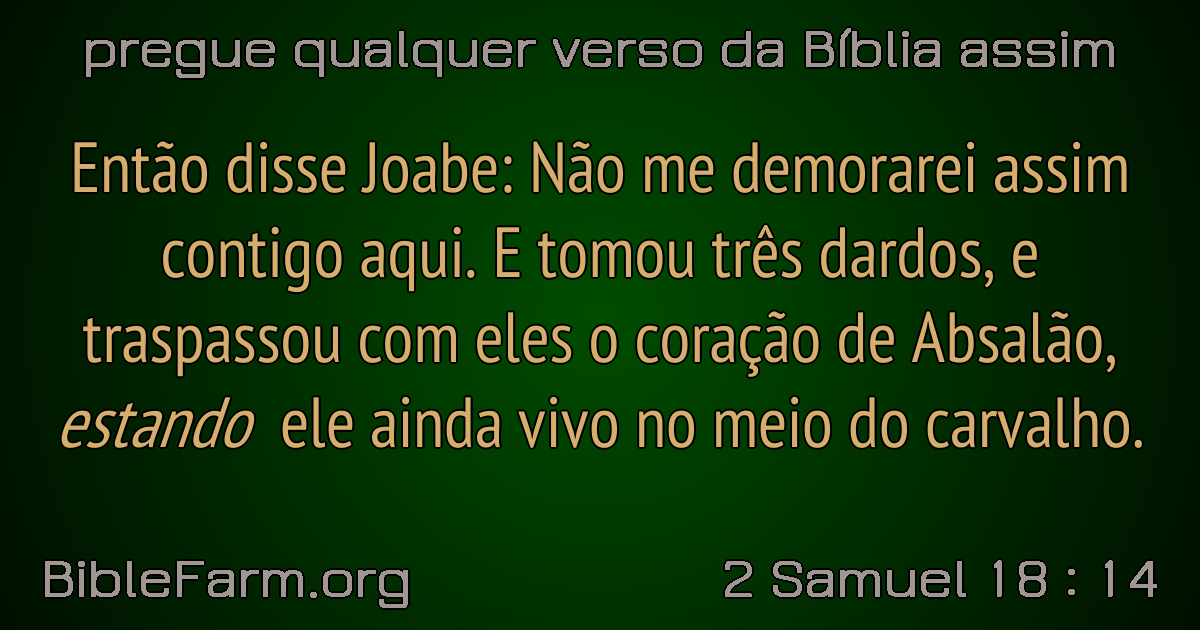 pregue qualquer verso da Bíblia assim
Então disse Joabe: Não me demorarei assim
contigo aqui. E tomou três dardos, e
traspassou com eles o coração de Absalão,
estando ele ainda vivo no meio do carvalho.
BibleFarm.org
2 Samuel 18 : 14